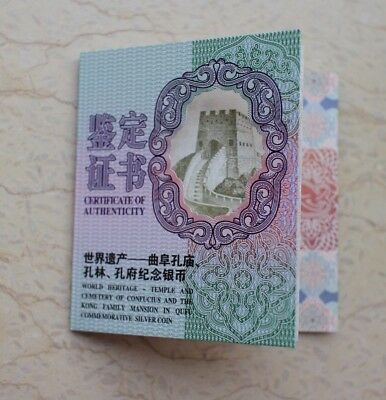 鉴定
证书
CERTIFICATE OF
AUTHENTICITY
世界遗产——曲阜孔庙、
孔林、孔府纪念银币
WORLD HERITAGE - TEMPLE AND
CEMETERY OF CONFUCIUS AND THE
KONG FAMILY MANSION IN QUFU
COMMEMORATIVE SILVER COIN